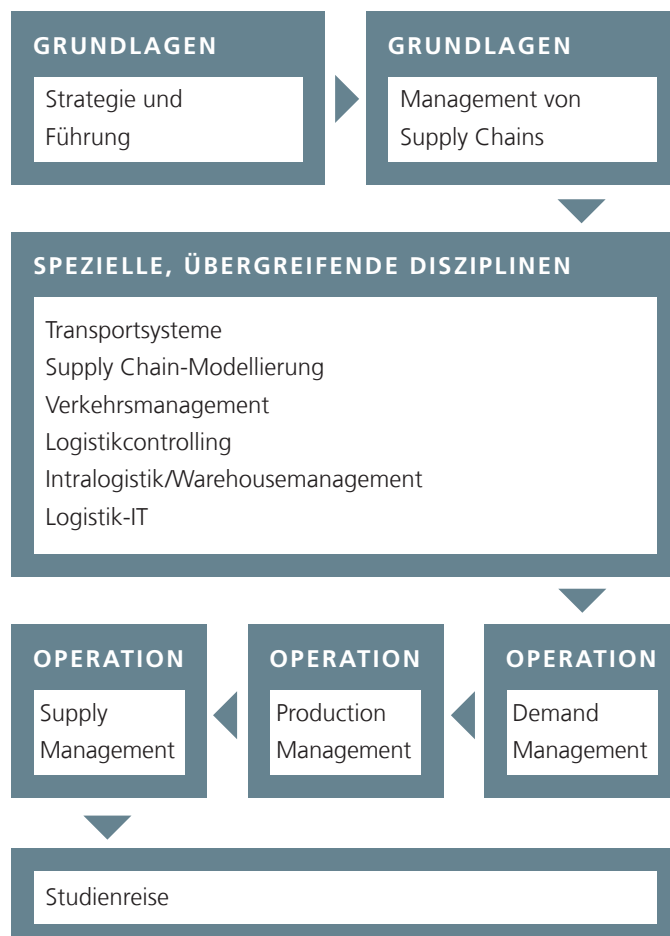 GRUNDLAGEN
Strategie und
Führung
GRUNDLAGEN
Management von
Supply Chains
SPEZIELLE, ÜBERGREIFENDE DISZIPLINEN
Transportsysteme
Supply Chain-Modellierung
Verkehrsmanagement
Logistikcontrolling
Intralogistik/Warehousemanagement
Logistik-IT
OPERATION
Supply
Management
OPERATION
Production
Management
OPERATION
Demand
Management
Studienreise